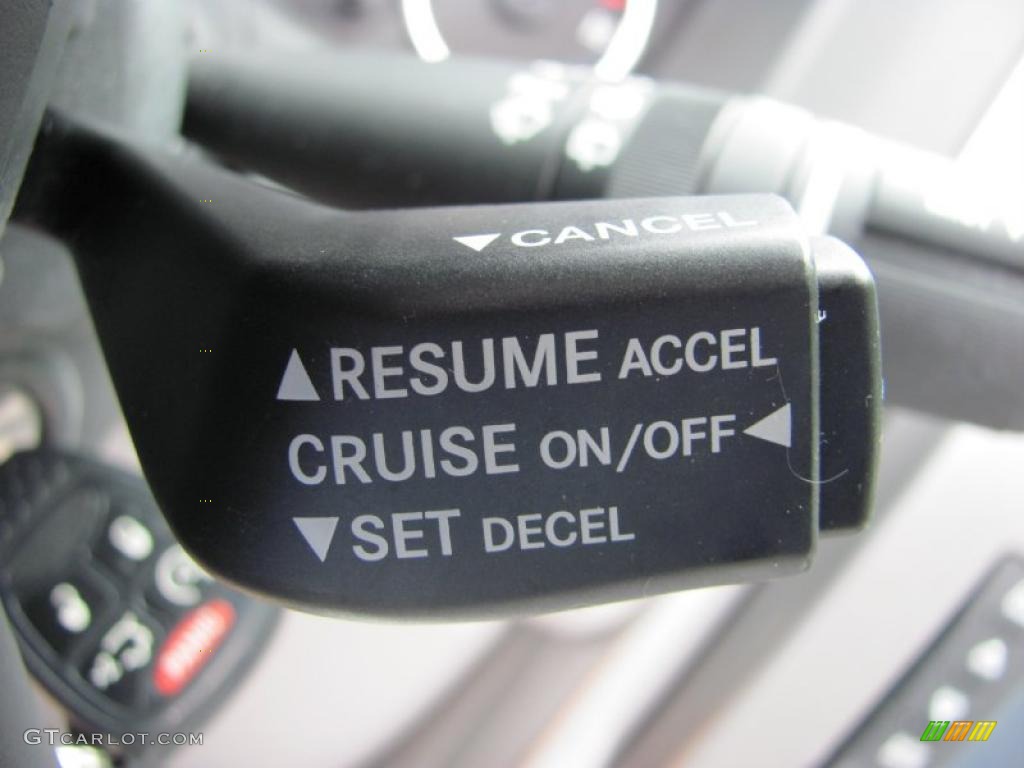 ▼CANCEL
▲RESUME ACCEL
CRUISE ON/OFF◀
▼SET DECEL
GTCARLOT.COM